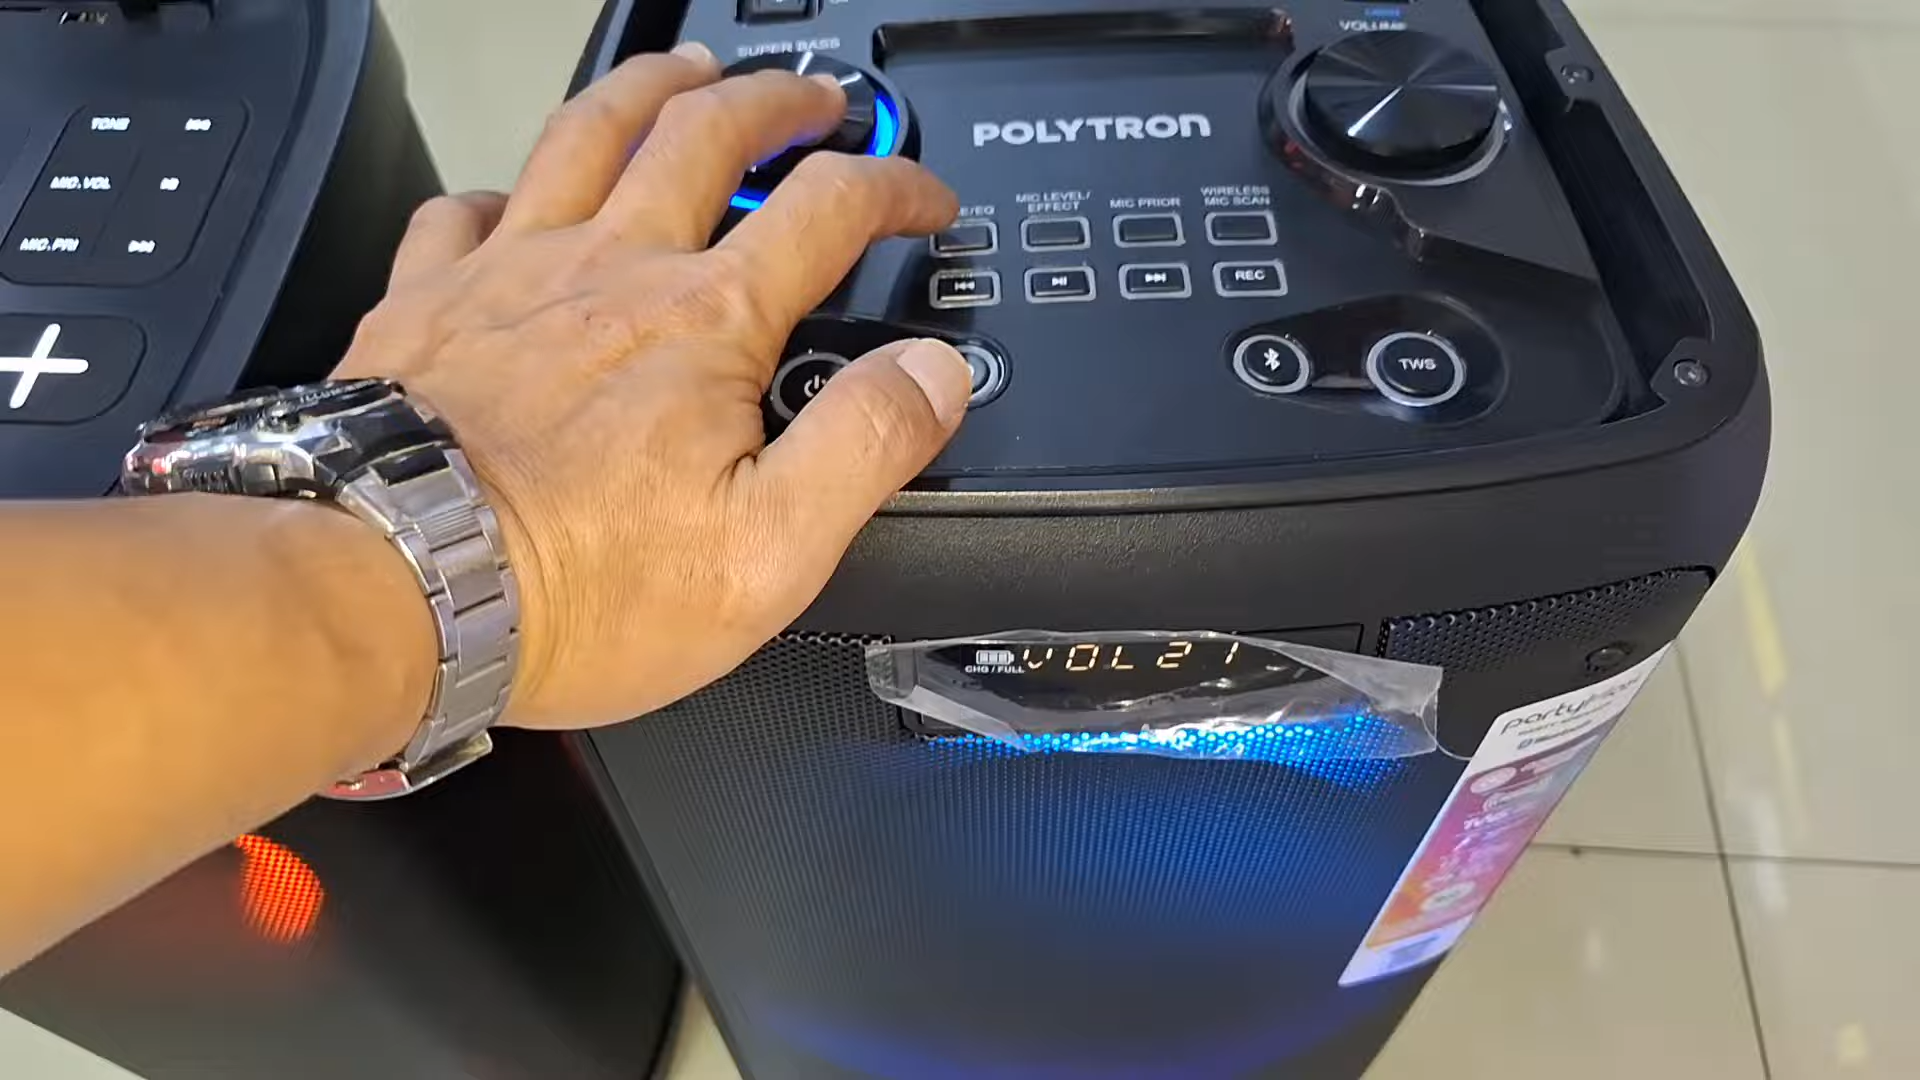 SUPER BASS
VOLUME
POLYTRON
E/EQ
MIC LEVEL/
EFFECT
MIC PRIOR
WIRELESS
MIC SCAN
REC
TWS
TONE
MIC.VOL
MIC.PRI
VOL 21
CHG / FULL